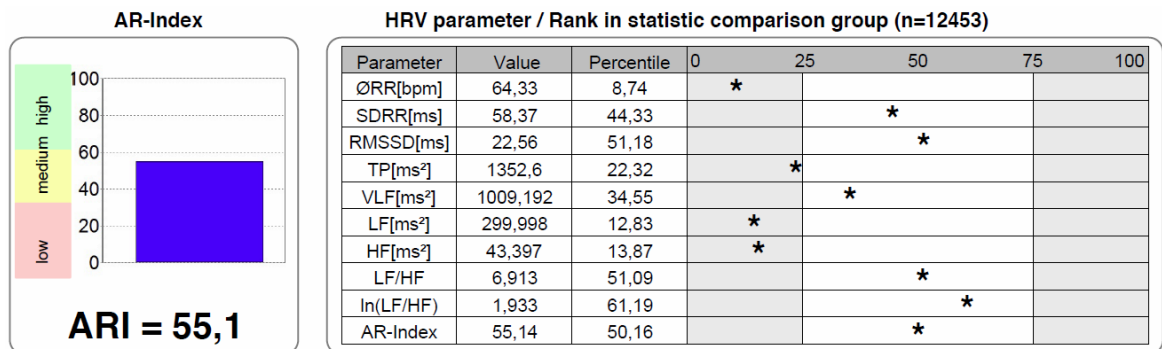 AR-Index
HRV parameter / Rank in statistic comparison group (n=12453)
high
medium
low
100
80
60
40
20
0
ARI = 55,1
Parameter Value Percentile 0 25 50 75 100
ØRR[bpm] 64,33 8,74 *
SDRR[ms] 58,37 44,33 *
RMSSD[ms] 22,56 51,18 *
TP[ms²] 1352,6 22,32 *
VLF[ms²] 1009,192 34,55 *
LF[ms²] 299,998 12,83 *
HF[ms²] 43,397 13,87 *
LF/HF 6,913 51,09 *
ln(LF/HF) 1,933 61,19 *
AR-Index 55,14 50,16 *